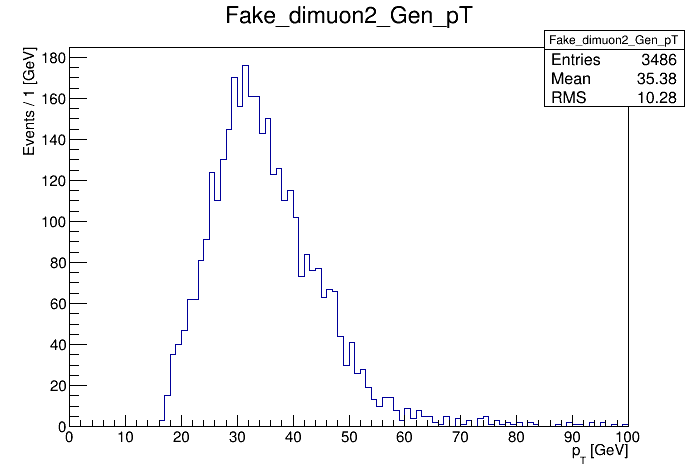 Fake_dimuon2_Gen_pT
Fake_dimuon2_Gen_pT
Entries 3486
Mean 35.38
RMS 10.28
Events / 1 [GeV]
180
160
140
120
100
80
60
40
20
0
0 10 20 30 40 50 60 70 80 90 100
p_T [GeV]